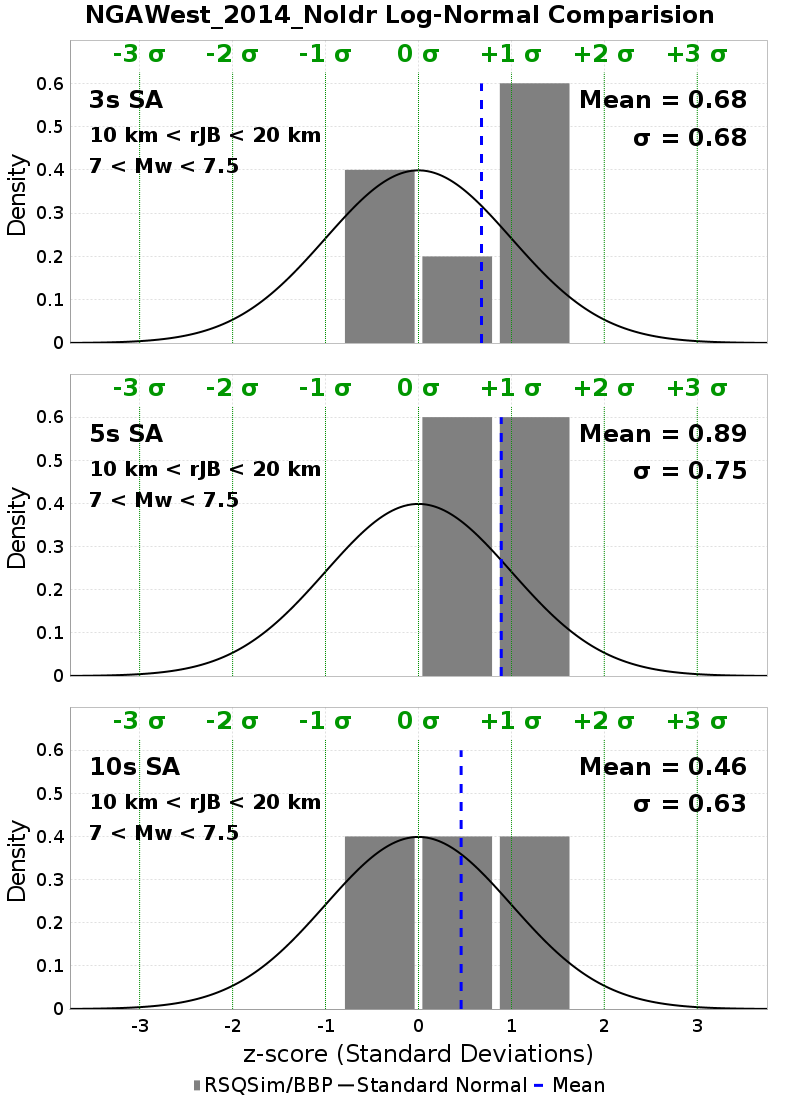 NGAWest_2014_NoIdr Log-Normal Comparision
-3 σ -2 σ -1 σ 0 σ +1 σ +2 σ +3 σ
3s SA
Mean = 0.68
10 km < rJB < 20 km
σ = 0.68
7 < Mw < 7.5
Density
0.6
0.5
0.4
0.3
0.2
0.1
0
-3 σ -2 σ -1 σ 0 σ +1 σ +2 σ +3 σ
5s SA
Mean = 0.89
10 km < rJB < 20 km
σ = 0.75
7 < Mw < 7.5
Density
0.6
0.5
0.4
0.3
0.2
0.1
0
-3 σ -2 σ -1 σ 0 σ +1 σ +2 σ +3 σ
10s SA
Mean = 0.46
10 km < rJB < 20 km
σ = 0.63
7 < Mw < 7.5
Density
0.6
0.5
0.4
0.3
0.2
0.1
0
-3 -2 -1 0 1 2 3
z-score (Standard Deviations)
RSQSim/BBP Standard Normal Mean